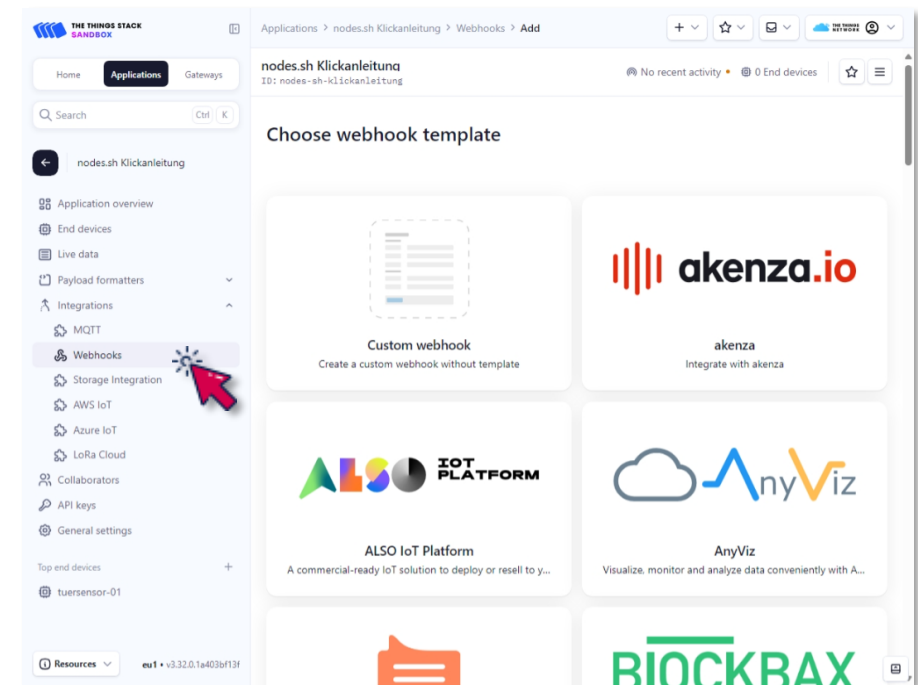 THE THINGS STACK
SANDBOX
Applications > nodes.sh Klickanleitung > Webhooks > Add
THE THINGS
NETWORK
Home
Applications
Gateways
nodes.sh Klickanleitung
ID: nodes-sh-klickanleitung
No recent activity •
0 End devices
Search
Ctrl
K
nodes.sh Klickanleitung
Application overview
End devices
Live data
Payload formatters
Integrations
MQTT
Webhooks
Storage Integration
AWS IoT
Azure IoT
LoRa Cloud
Collaborators
API keys
General settings
Top end devices
tuersensor-01
Resources
eu1 • v3.32.0.1a403bf13f
Choose webhook template
Custom webhook
Create a custom webhook without template
akenza.io
akenza
Integrate with akenza
ALSO IOT
PLATFORM
ALSO IoT Platform
A commercial-ready IoT solution to deploy or resell to y...
AnyViz
AnyViz
Visualize, monitor and analyze data conveniently with A...
BLOCKBAX